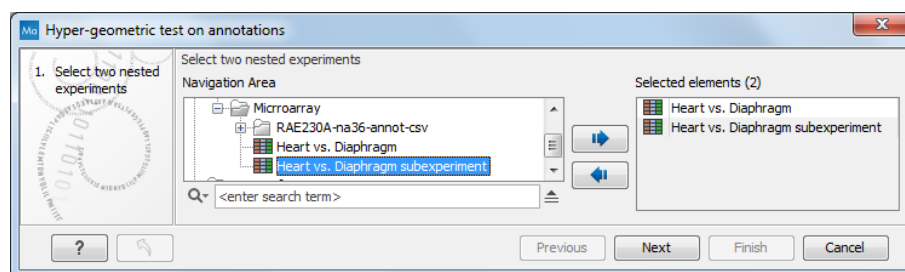 Ma Hyper-geometric test on annotations X
1. Select two nested experiments
Select two nested experiments
Navigation Area
Microarray
RAE230A-na36-annot-csv
Heart vs. Diaphragm
Heart vs. Diaphragm subexperiment
<enter search term>
Selected elements (2)
Heart vs. Diaphragm
Heart vs. Diaphragm subexperiment
? Previous Next Finish Cancel